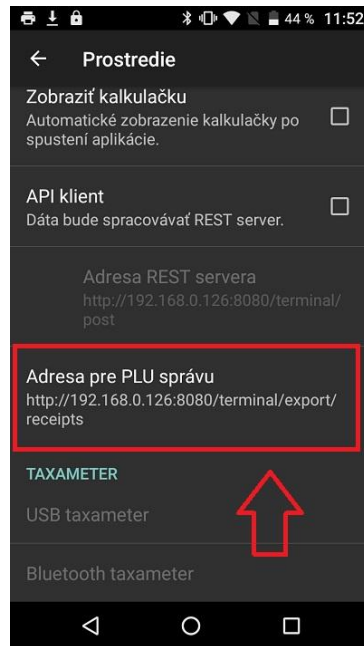 44 % 11:52
Prostredie
Zobraziť kalkulačku
Automatické zobrazenie kalkulačky po
spustení aplikácie.
API klient
Dáta bude spracovávať REST server.
Adresa REST servera
http://192.168.0.126:8080/terminal/
post
Adresa pre PLU správu
http://192.168.0.126:8080/terminal/export/
receipts
TAXAMETER
USB taxameter
Bluetooth taxameter